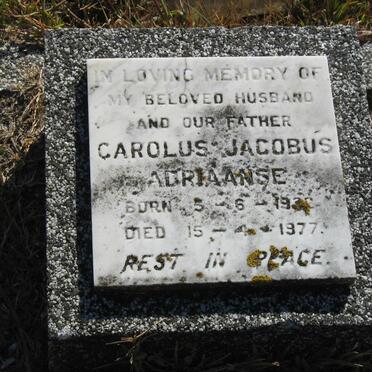 IN LOVING MEMORY OF
MY BELOVED HUSBAND
AND OUR FATHER
CAROLUS JACOBUS
ADRIAANSE
BORN 5 - 6 -
DIED 15 - 4 - 1977.
REST IN PEACE.